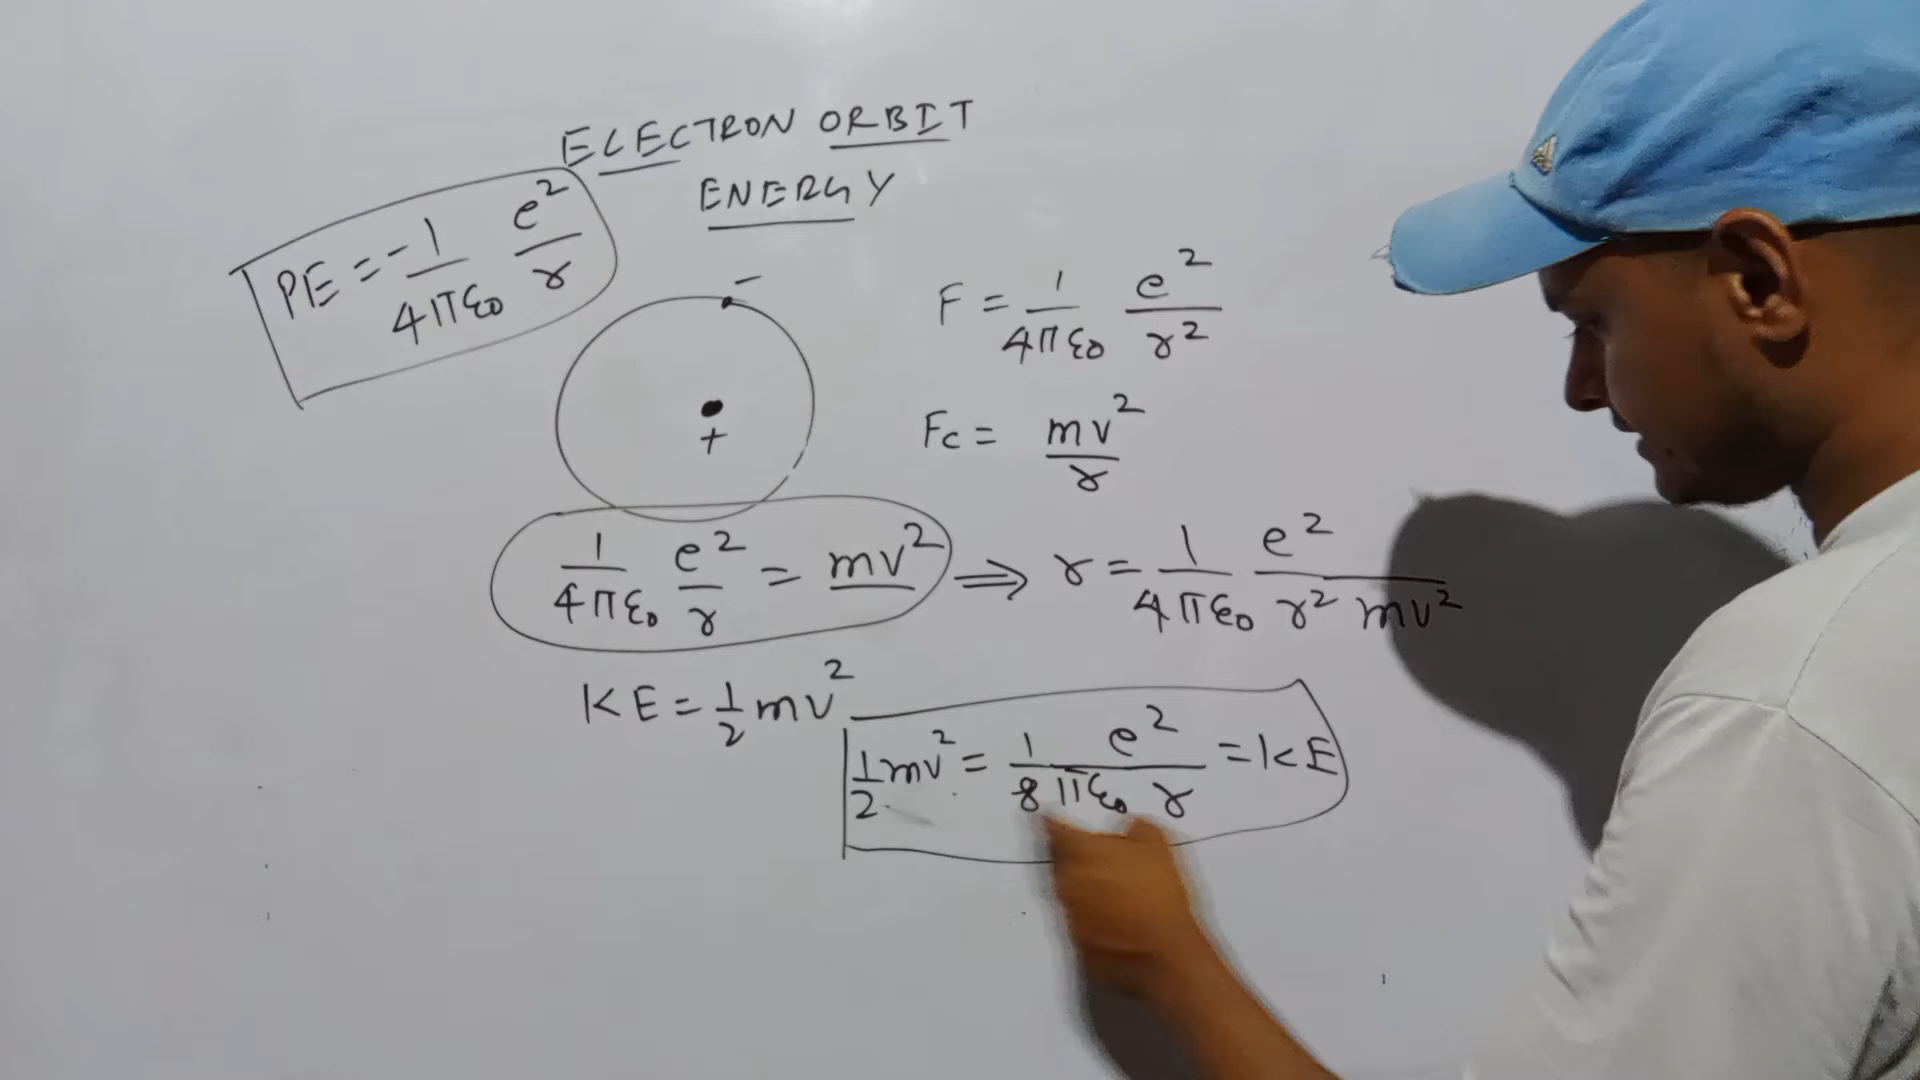 ELECTRON ORBIT
ENERGY
PE = -1/4πε₀ e²/r
-
+
F = 1/4πε₀ e²/r²
Fc = mv²/r
1/4πε₀ e²/r = mv² ⇒ r = 1/4πε₀ e²/r² mv²
KE = 1/2 mv²
1/2 mv² = 1/8πε₀ e²/r = KE